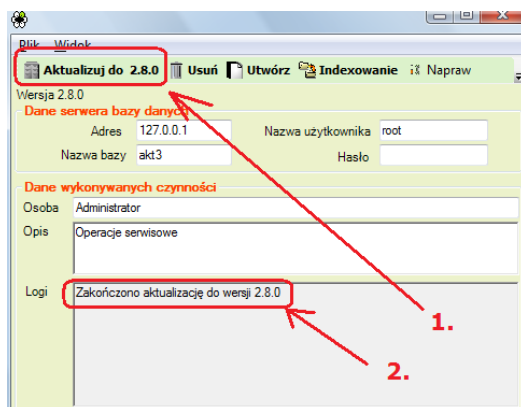 Plik Widok
Aktualizuj do 2.8.0 Usuń Utwórz Indexowanie Napraw
Wersja 2.8.0
Dane serwera bazy danych
Adres 127.0.0.1 Nazwa użytkownika root
Nazwa bazy akt3 Hasło
Dane wykonywanych czynności
Osoba Administrator
Opis Operacje serwisowe
Logi Zakończono aktualizację do wersji 2.8.0
1.
2.